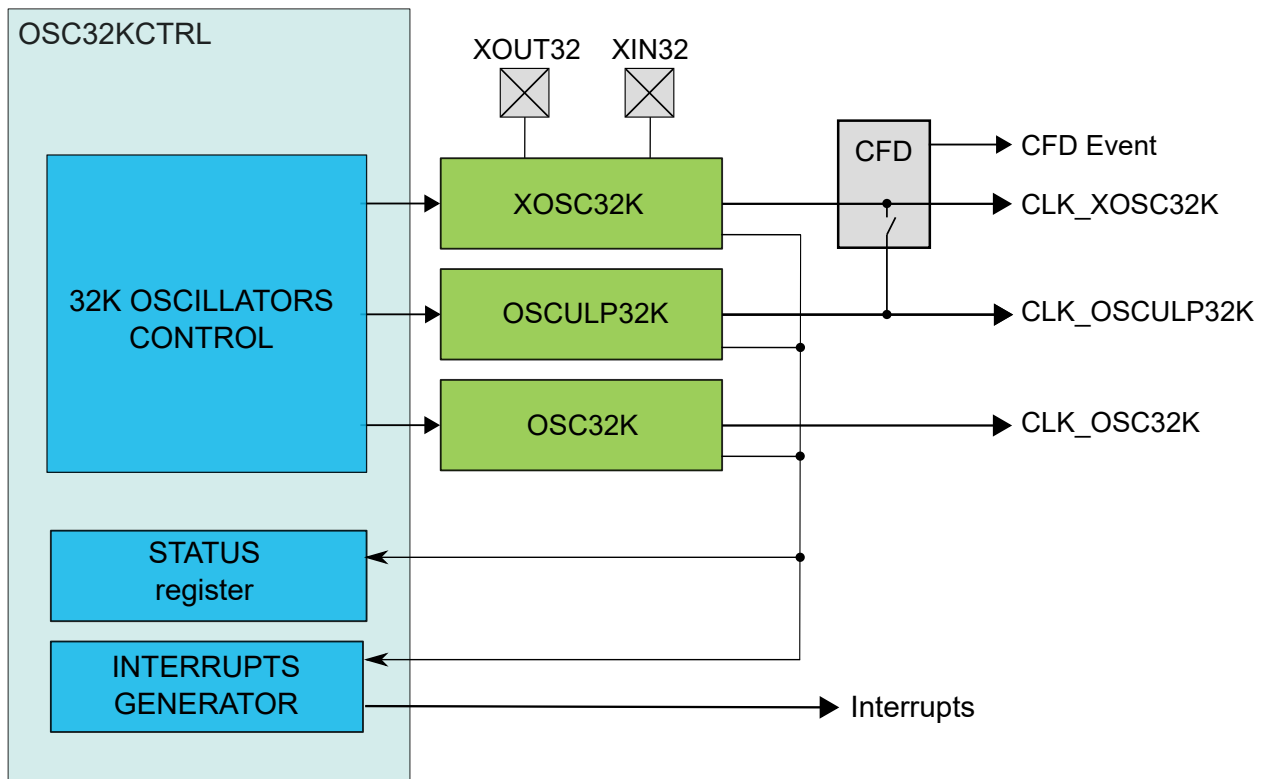 OSC32KCTRL
XOUT32
XIN32
CFD
CFD Event
XOSC32K
CLK_XOSC32K
32K OSCILLATORS
CONTROL
OSCULP32K
CLK_OSCULP32K
OSC32K
CLK_OSC32K
STATUS
register
INTERRUPTS
GENERATOR
Interrupts